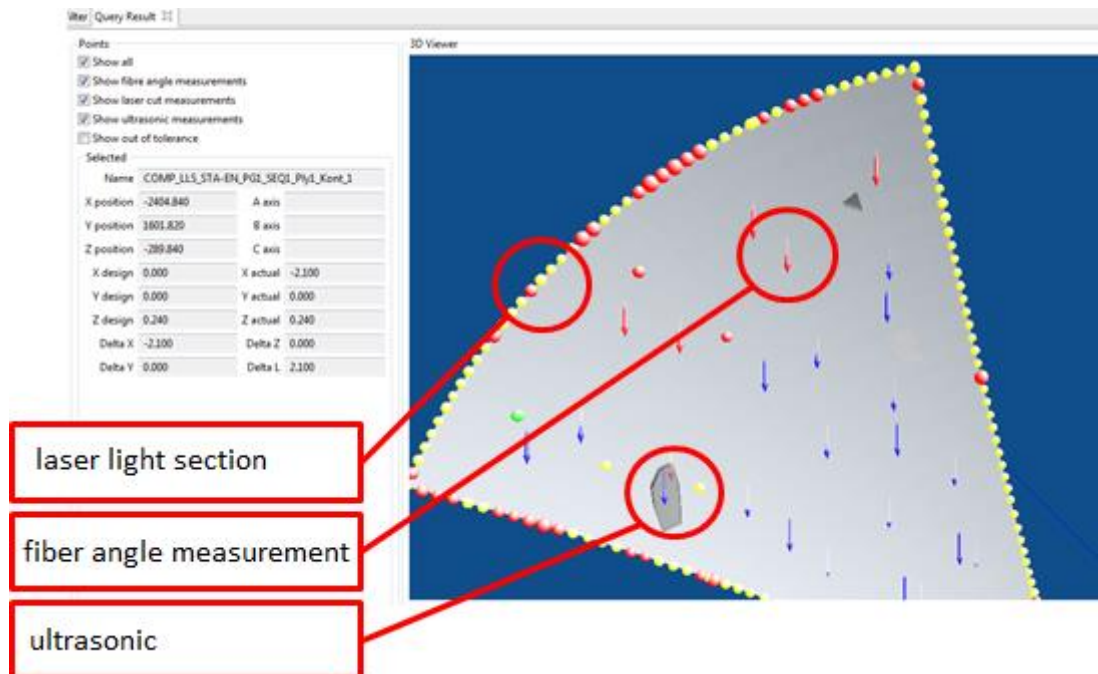 ilter Query Result
Points
Show all
Show fibre angle measurements
Show laser cut measurements
Show ultrasonic measurements
Show out of tolerance
Selected
Name COMP_LLS_STA-EN_PG1_SEQ1_Ply1_Kont_1
X position -2404.840 A axis
Y position 1601.820 B axis
Z position -289.840 C axis
X design 0.000 X actual -2.100
Y design 0.000 Y actual 0.000
Z design 0.240 Z actual 0.240
Delta X -2.100 Delta Z 0.000
Delta Y 0.000 Delta L 2.100
3D Viewer
laser light section
fiber angle measurement
ultrasonic